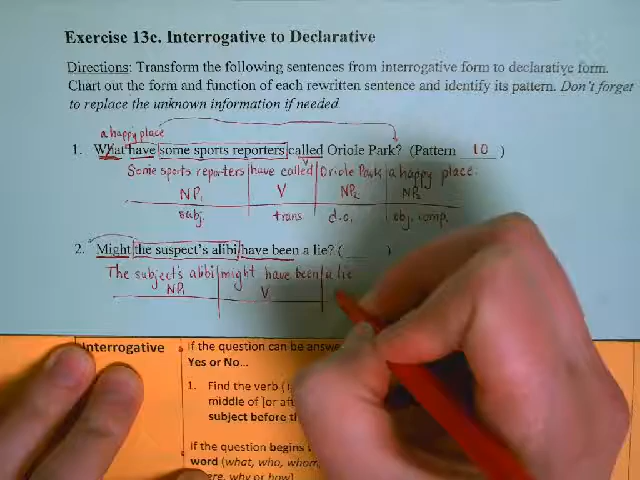 Exercise 13c. Interrogative to Declarative
Directions: Transform the following sentences from interrogative form to declarative form.
Chart out the form and function of each rewritten sentence and identify its pattern. Don't forget
to replace the unknown information if needed
a happy place
1. What have some sports reporters called Oriole Park? (Pattern 10 )
Some sports reporters have called Oriole Park a happy place.
NP1 V NP2 NP2
subj. trans d.o. obj. comp.
2. Might the suspect's alibi have been a lie? ( )
The subject's alibi might have been a lie
NP1 V
Interrogative
If the question can be answe
Yes or No...
1. Find the verb (
middle of or aft
subject before th
If the question begins
word (what, who, whom,
ere, why or how)